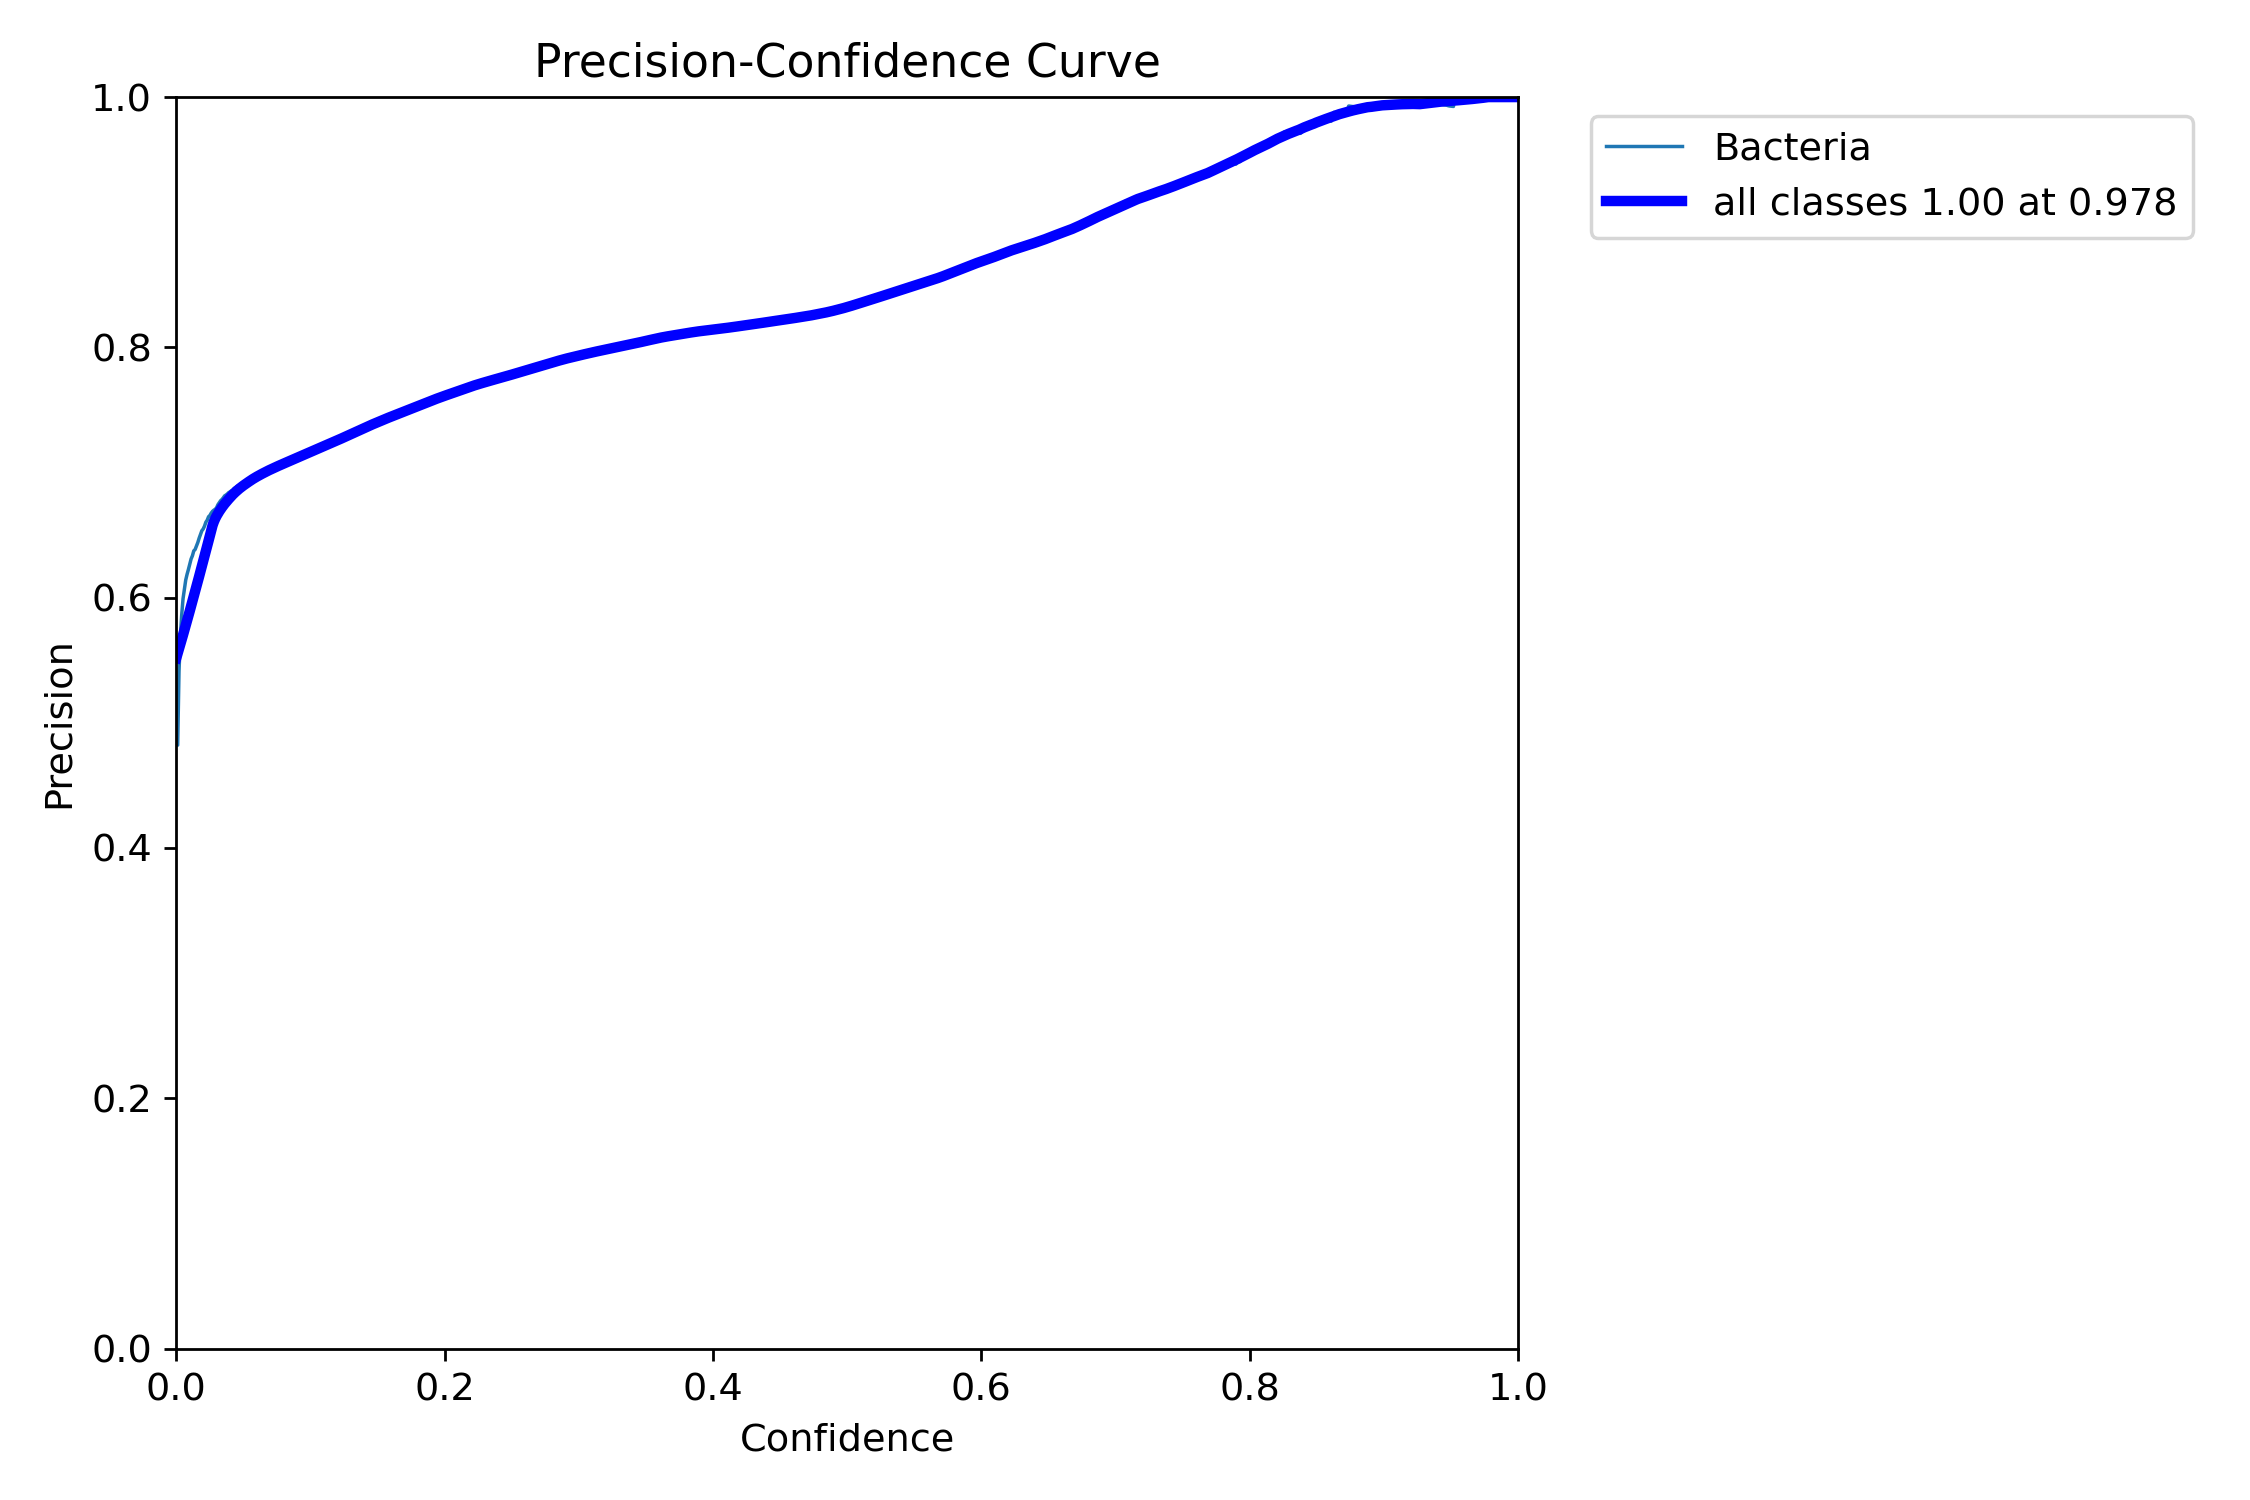 Precision-Confidence Curve
1.0
0.8
0.6
0.4
0.2
0.0
Precision
0.0 0.2 0.4 0.6 0.8 1.0
Confidence
Bacteria
all classes 1.00 at 0.978